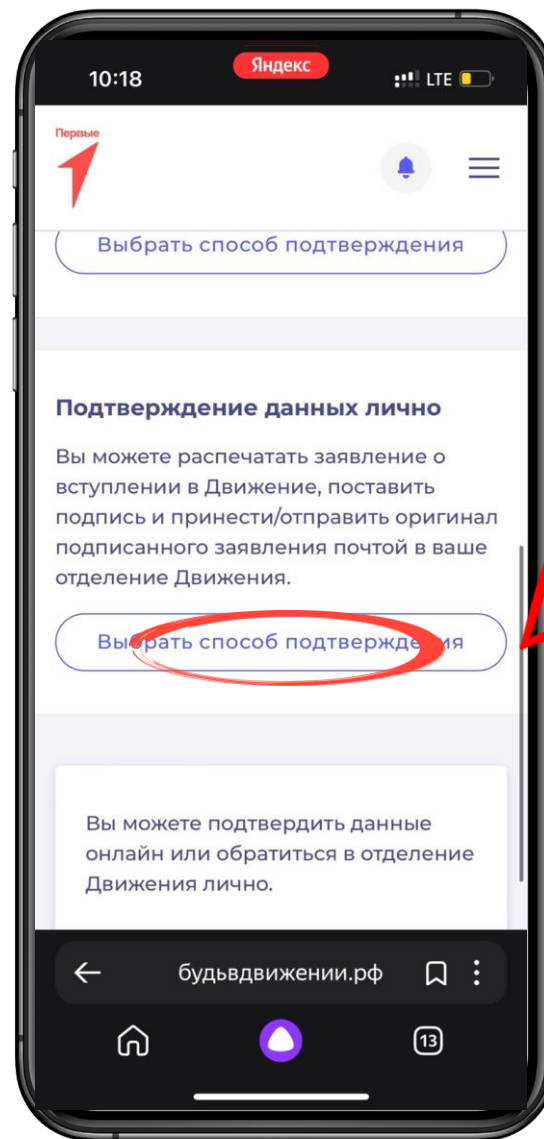 10:18
Яндекс
LTE
Первые
Выбрать способ подтверждения
Подтверждение данных лично
Вы можете распечатать заявление о
вступлении в Движение, поставить
подпись и принести/отправить оригинал
подписанного заявления почтой в ваше
отделение Движения.
Выбрать способ подтверждения
Вы можете подтвердить данные
онлайн или обратиться в отделение
Движения лично.
будьвдвижении.рф
13